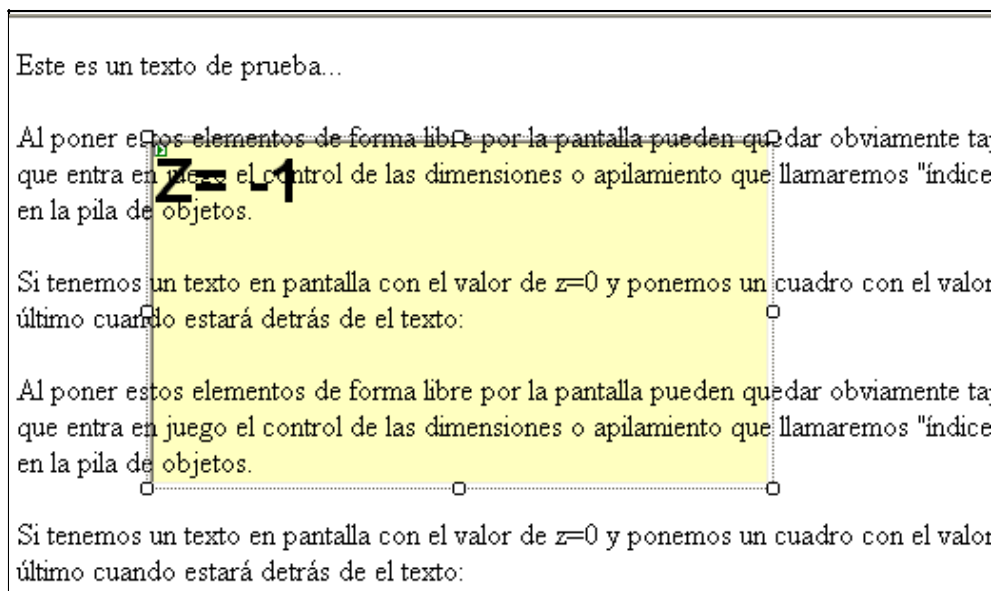 Este es un texto de prueba...
Al poner estos elementos de forma libre por la pantalla pueden quedar obviamente ta
que entra en juego el control de las dimensiones o apilamiento que llamaremos "índice
Z= -1
en la pila de objetos.
Si tenemos un texto en pantalla con el valor de z=0 y ponemos un cuadro con el valor
último cuando estará detrás de el texto:
Al poner estos elementos de forma libre por la pantalla pueden quedar obviamente ta
que entra en juego el control de las dimensiones o apilamiento que llamaremos "índice
en la pila de objetos.
Si tenemos un texto en pantalla con el valor de z=0 y ponemos un cuadro con el valor
último cuando estará detrás de el texto: